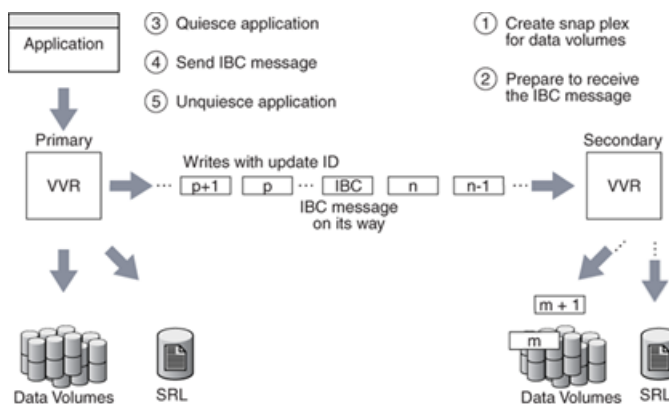 Application
3 Quiesce application
4 Send IBC message
5 Unquiesce application
1 Create snap plex
for data volumes
2 Prepare to receive
the IBC message
Primary
VVR
Writes with update ID
... p+1 p ... IBC n n-1 ...
IBC message
on its way
Secondary
VVR
Data Volumes
SRL
m + 1
m
Data Volumes
SRL